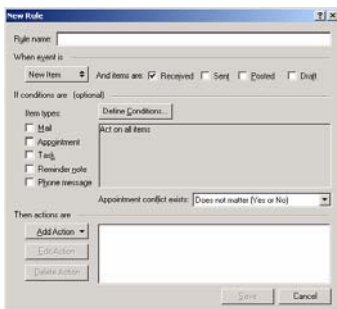 New Rule
Rule name:
When event is
New Item And items are: Received Sent Posted Draft
If conditions are (optional)
Item types: Define Conditions...
Mail
Appointment
Task
Reminder note
Phone message
Act on all items
Appointment conflict exists: Does not matter (Yes or No)
Then actions are
Add Action
Edit Action
Delete Action
Save Cancel